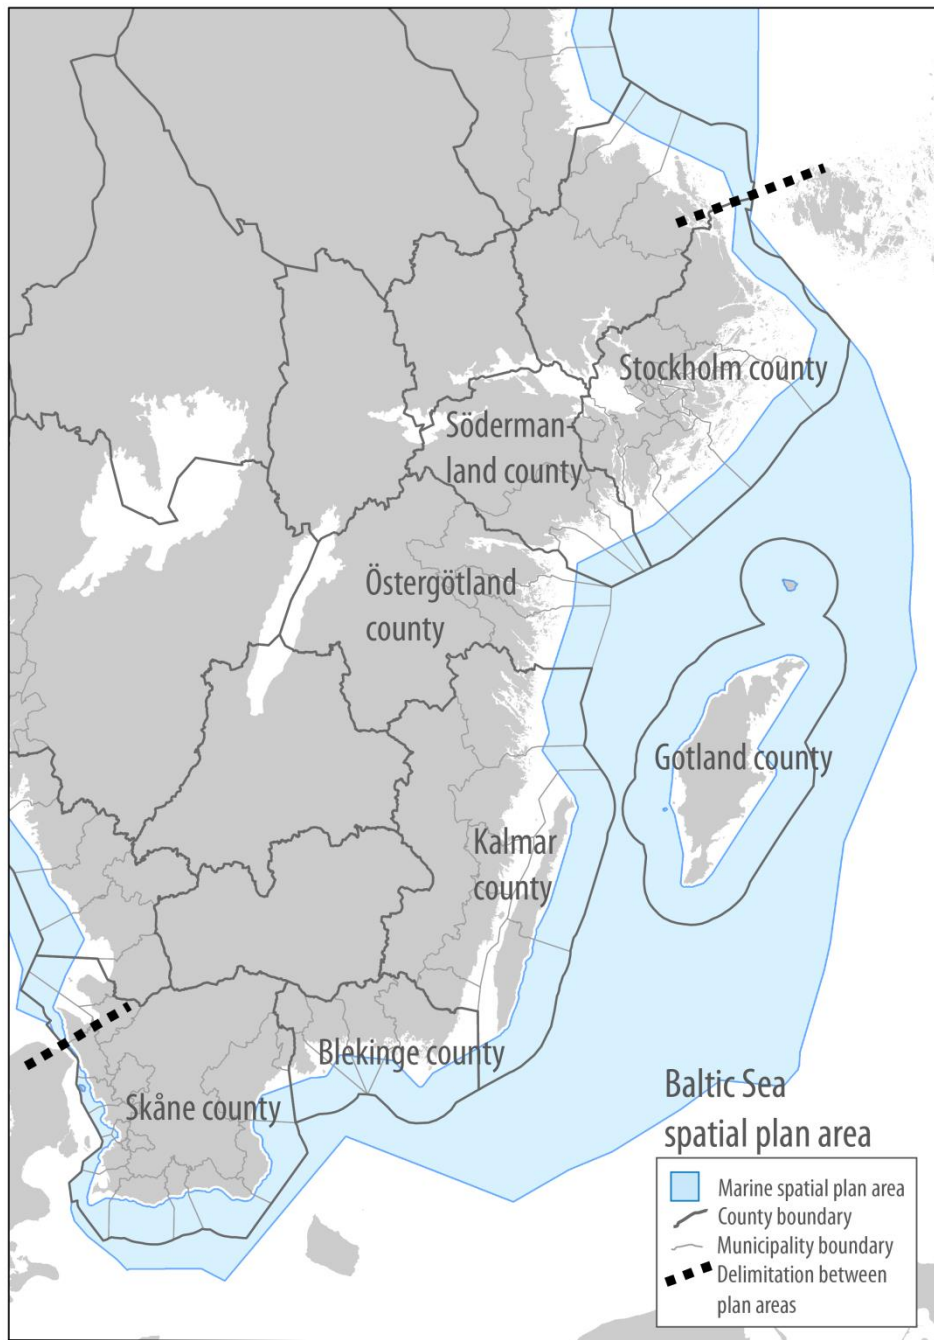 Stockholm county
Söderman-
land county
Östergötland
county
Gotland county
Kalmar
county
Blekinge county
Skåne county
Baltic Sea
spatial plan area
Marine spatial plan area
County boundary
Municipality boundary
Delimitation between
plan areas